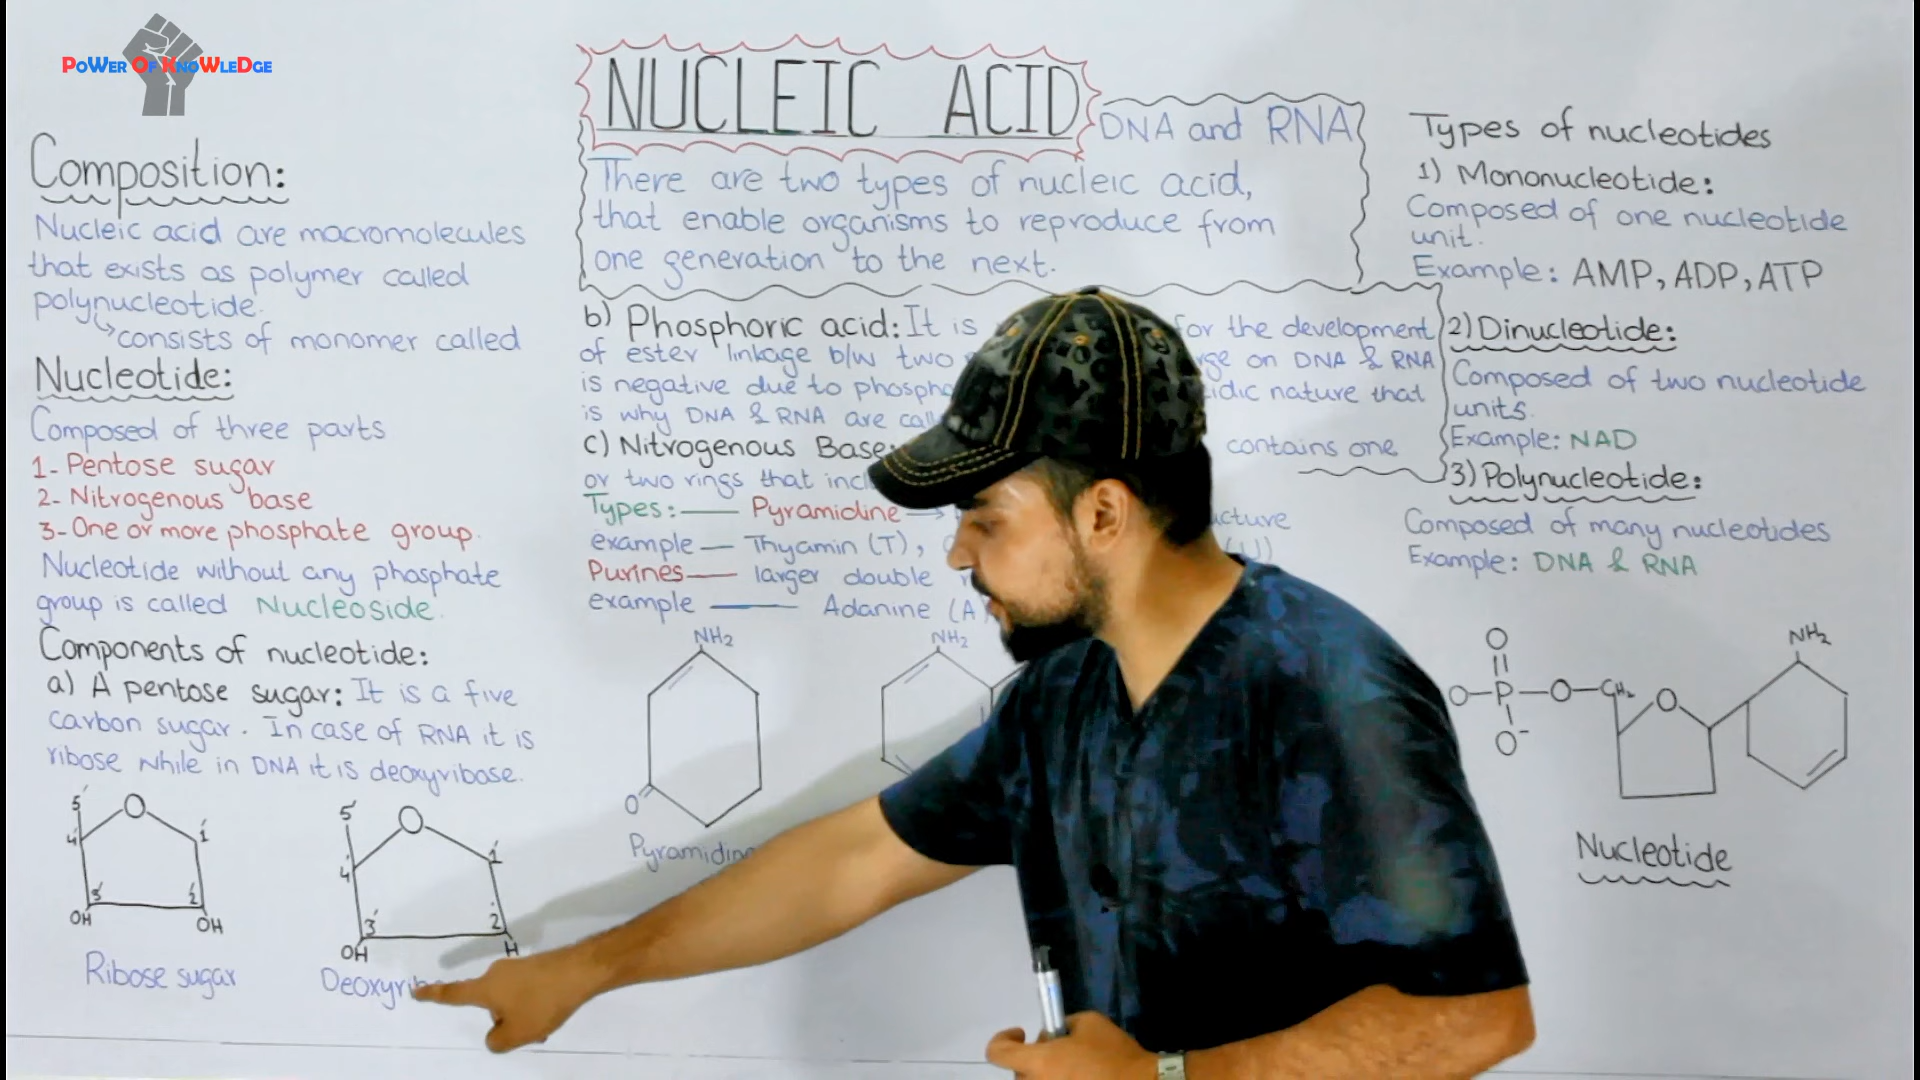 PoWer Of KnoWleDge
NUCLEIC ACID
DNA and RNA
There are two types of nucleic acid,
that enable organisms to reproduce from
one generation to the next.
Composition:
Nucleic acid are macromolecules
that exists as polymer called
polynucleotide.
consists of monomer called
Nucleotide:
Composed of three parts
1- Pentose sugar
2- Nitrogenous base
3- One or more phosphate group.
Nucleotide without any phosphate
group is called Nucleoside.
Components of nucleotide:
a) A pentose sugar: It is a five
carbon sugar. In case of RNA it is
ribose while in DNA it is deoxyribose.
5'
O
4'
1'
3'
2'
OH
OH
Ribose sugar
5'
O
4'
1'
3'
2'
OH
H
b) Phosphoric acid: It is for the development
of ester linkage b/w two on DNA & RNA
is negative due to nature that
is why DNA & RNA are
c) Nitrogenous Base: contains one
or two rings that
Types: Pyramidine
example Thyamin (T), (U)
Purines larger double
example Adanine (A)
NH2
O
NH2
Types of nucleotides
1) Mononucleotide:
Composed of one nucleotide
unit.
Example: AMP, ADP, ATP
2) Dinucleotide:
Composed of two nucleotide
units.
Example: NAD
3) Polynucleotide:
Composed of many nucleotides
Example: DNA & RNA
O
O-P-O-CH2
O-
O
NH2
Nucleotide